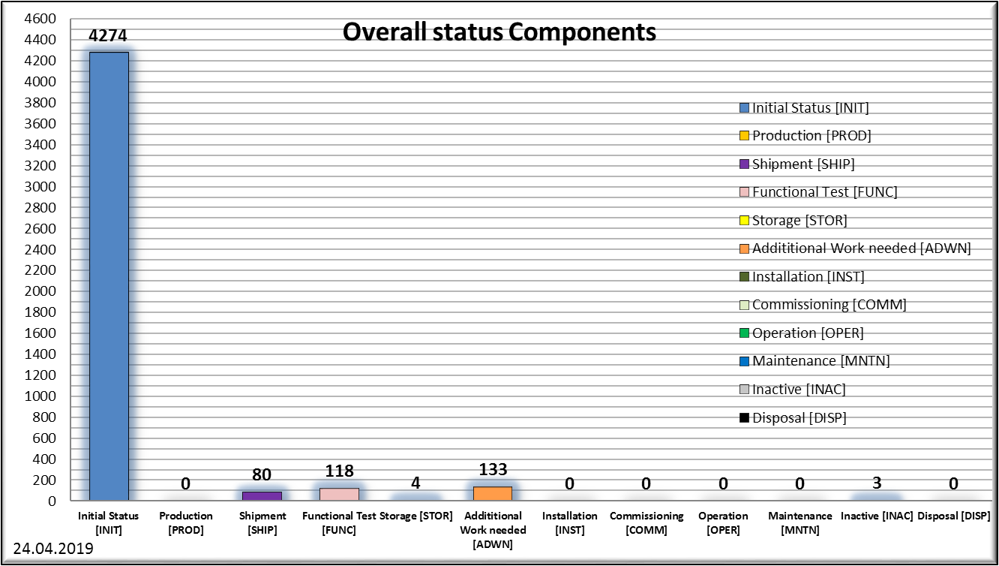 Overall status Components
4600
4400
4200
4000
3800
3600
3400
3200
3000
2800
2600
2400
2200
2000
1800
1600
1400
1200
1000
800
600
400
200
0
4274
0
80
118
4
133
0
0
0
0
3
0
Initial Status [INIT]
Production [PROD]
Shipment [SHIP]
Functional Test [FUNC]
Storage [STOR]
Addititional Work needed [ADWN]
Installation [INST]
Commissioning [COMM]
Operation [OPER]
Maintenance [MNTN]
Inactive [INAC]
Disposal [DISP]
Initial Status
[INIT]
Production
[PROD]
Shipment
[SHIP]
Functional Test
[FUNC]
Storage [STOR]
Addititional
Work needed
[ADWN]
Installation
[INST]
Commissioning
[COMM]
Operation
[OPER]
Maintenance
[MNTN]
Inactive [INAC]
Disposal [DISP]
24.04.2019